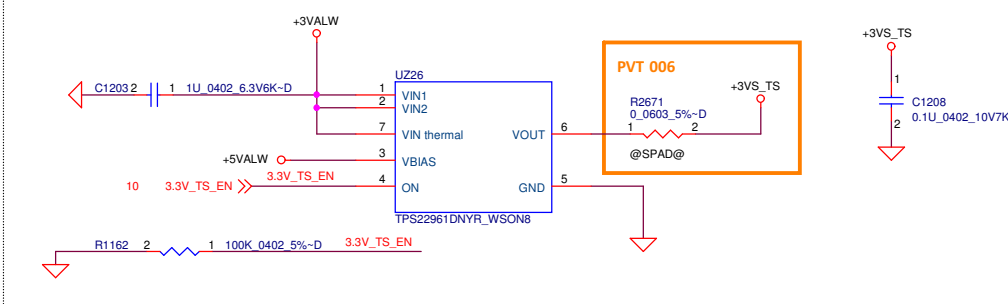 +3VALW
+3VS_TS
UZ26
PVT 006
C1203 2 1 1U_0402_6.3V6K~D
1 VIN1
2 VIN2
+3VS_TS
R2671
0_0603_5%~D
1
C1208
0.1U_0402_10V7K
2
7 VIN thermal VOUT 6
1 2
@SPAD@
+5VALW 3 VBIAS
10 3.3V_TS_EN 3.3V_TS_EN 4 ON GND 5
TPS22961DNYR_WSON8
R1162 2 1 100K_0402_5%~D 3.3V_TS_EN